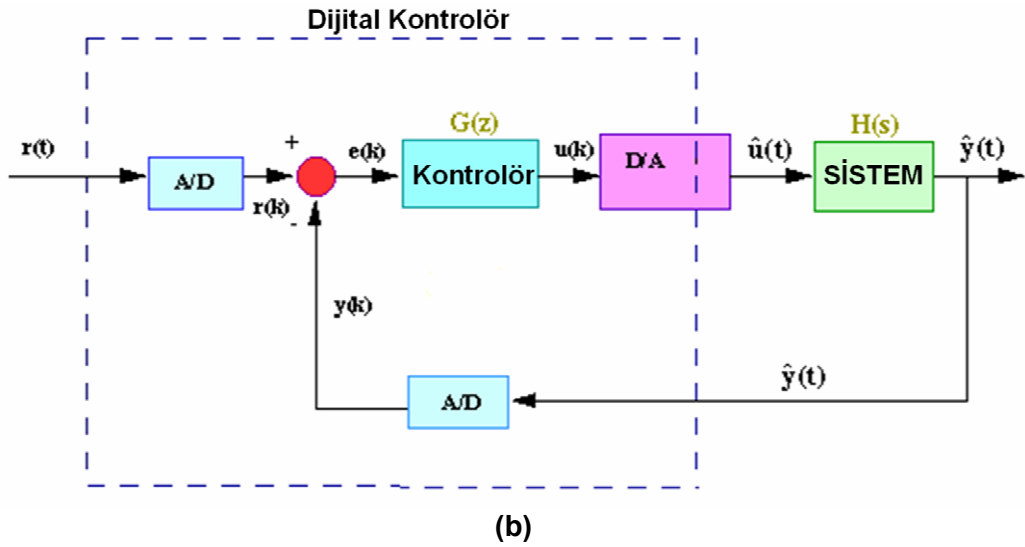 Dijital Kontrolör
G(z)
H(s)
r(t)
A/D
+
e(k)
Kontrolör
u(k)
D/A
û(t)
SİSTEM
ŷ(t)
r(k)
-
y(k)
A/D
ŷ(t)
(b)